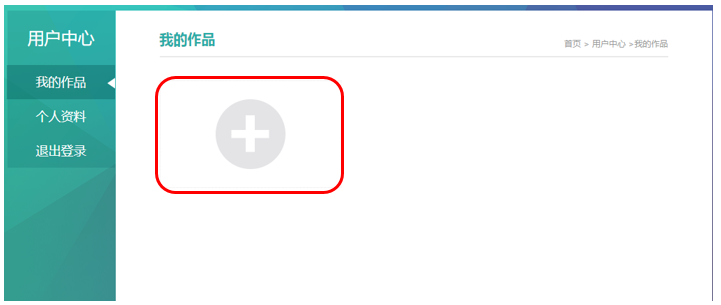 用户中心
我的作品
个人资料
退出登录
我的作品
首页 > 用户中心 >我的作品